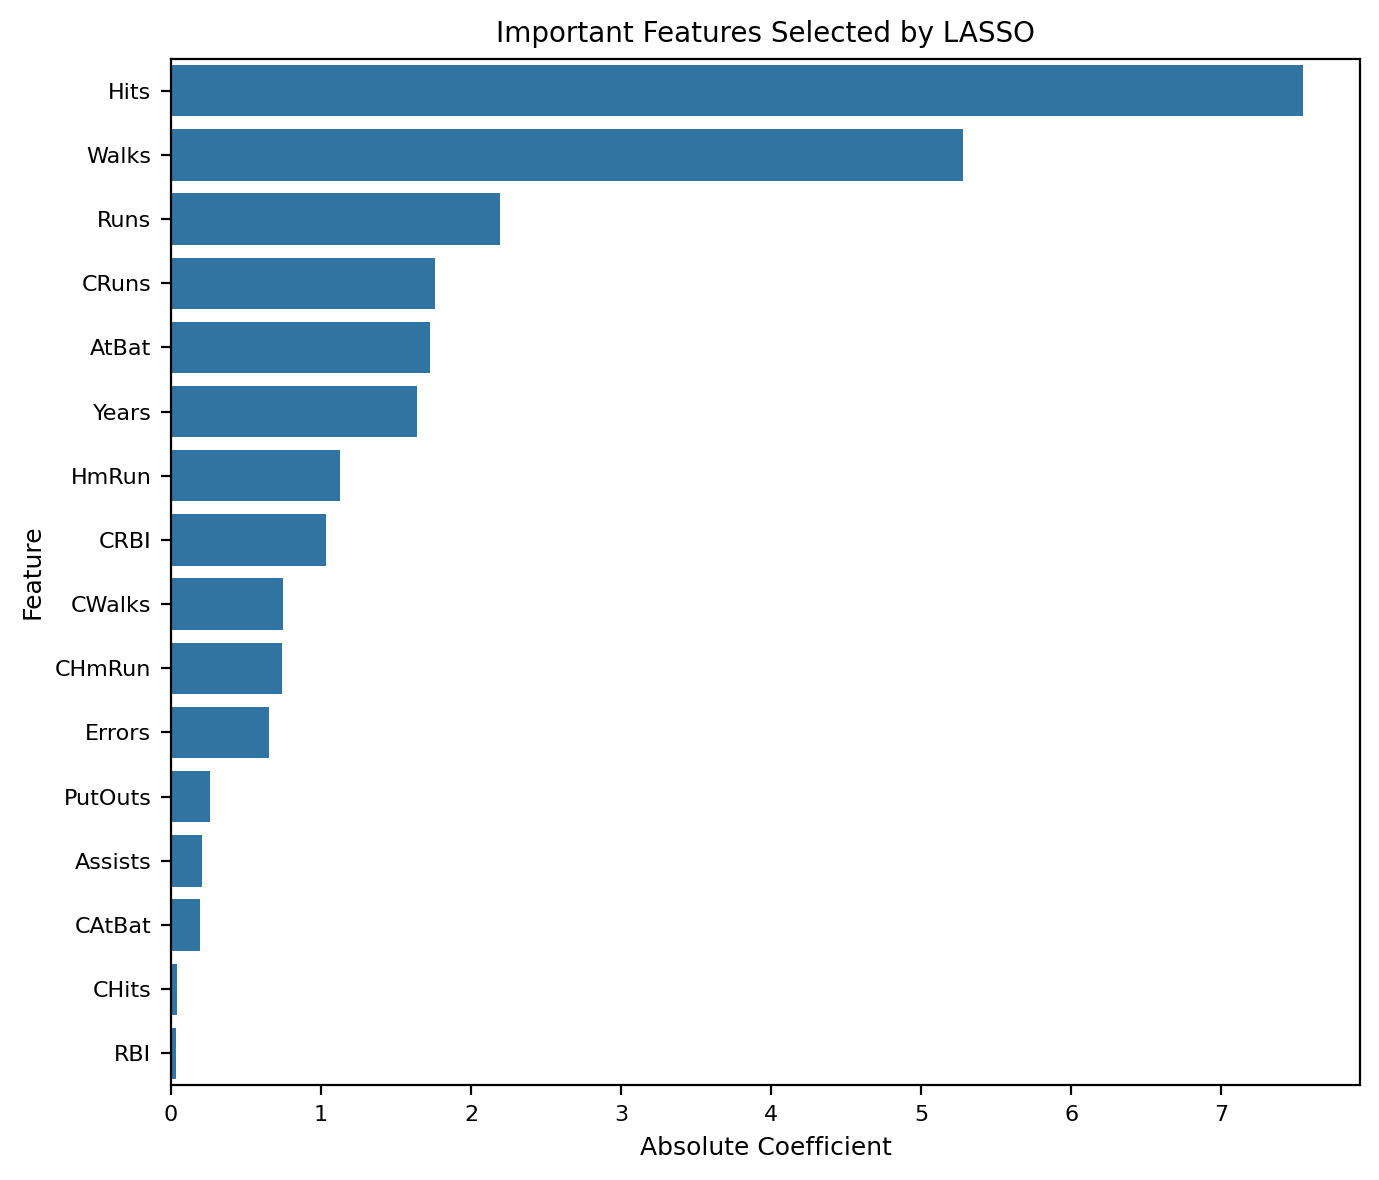 Important Features Selected by LASSO
Hits
Walks
Runs
CRuns
AtBat
Years
HmRun
CRBI
CWalks
CHmRun
Errors
PutOuts
Assists
CAtBat
CHits
RBI
Feature
0 1 2 3 4 5 6 7
Absolute Coefficient